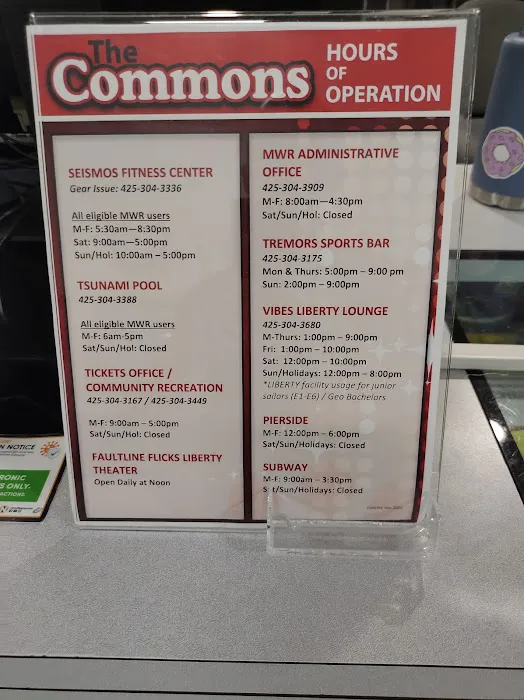 The
Commons
HOURS
OF
OPERATION
SEISMOS FITNESS CENTER
Gear Issue: 425-304-3336
All eligible MWR users
M-F: 5:30am—8:30pm
Sat: 9:00am—5:00pm
Sun/Hol: 10:00am – 5:00pm
TSUNAMI POOL
425-304-3388
All eligible MWR users
M-F: 6am-5pm
Sat/Sun/Hol: Closed
TICKETS OFFICE /
COMMUNITY RECREATION
425-304-3167 / 425-304-3449
M-F: 9:00am – 5:00pm
Sat/Sun/Hol: Closed
FAULTLINE FLICKS LIBERTY
THEATER
Open Daily at Noon
MWR ADMINISTRATIVE
OFFICE
425-304-3909
M-F: 8:00am—4:30pm
Sat/Sun/Hol: Closed
TREMORS SPORTS BAR
425-304-3175
Mon & Thurs: 5:00pm – 9:00 pm
Sun: 2:00pm – 9:00pm
VIBES LIBERTY LOUNGE
425-304-3680
M-Thurs: 1:00pm – 9:00pm
Fri: 1:00pm – 10:00pm
Sat: 12:00pm – 10:00pm
Sun/Holidays: 12:00pm – 8:00pm
*LIBERTY facility usage for junior
sailors (E1-E6) / Geo Bachelors
PIERSIDE
M-F: 12:00pm – 6:00pm
Sat/Sun/Holidays: Closed
SUBWAY
M-F: 9:00am – 3:30pm
Sat/Sun/Holidays: Closed
N NOTICE
RONIC
S ONLY.
ACTIONS.